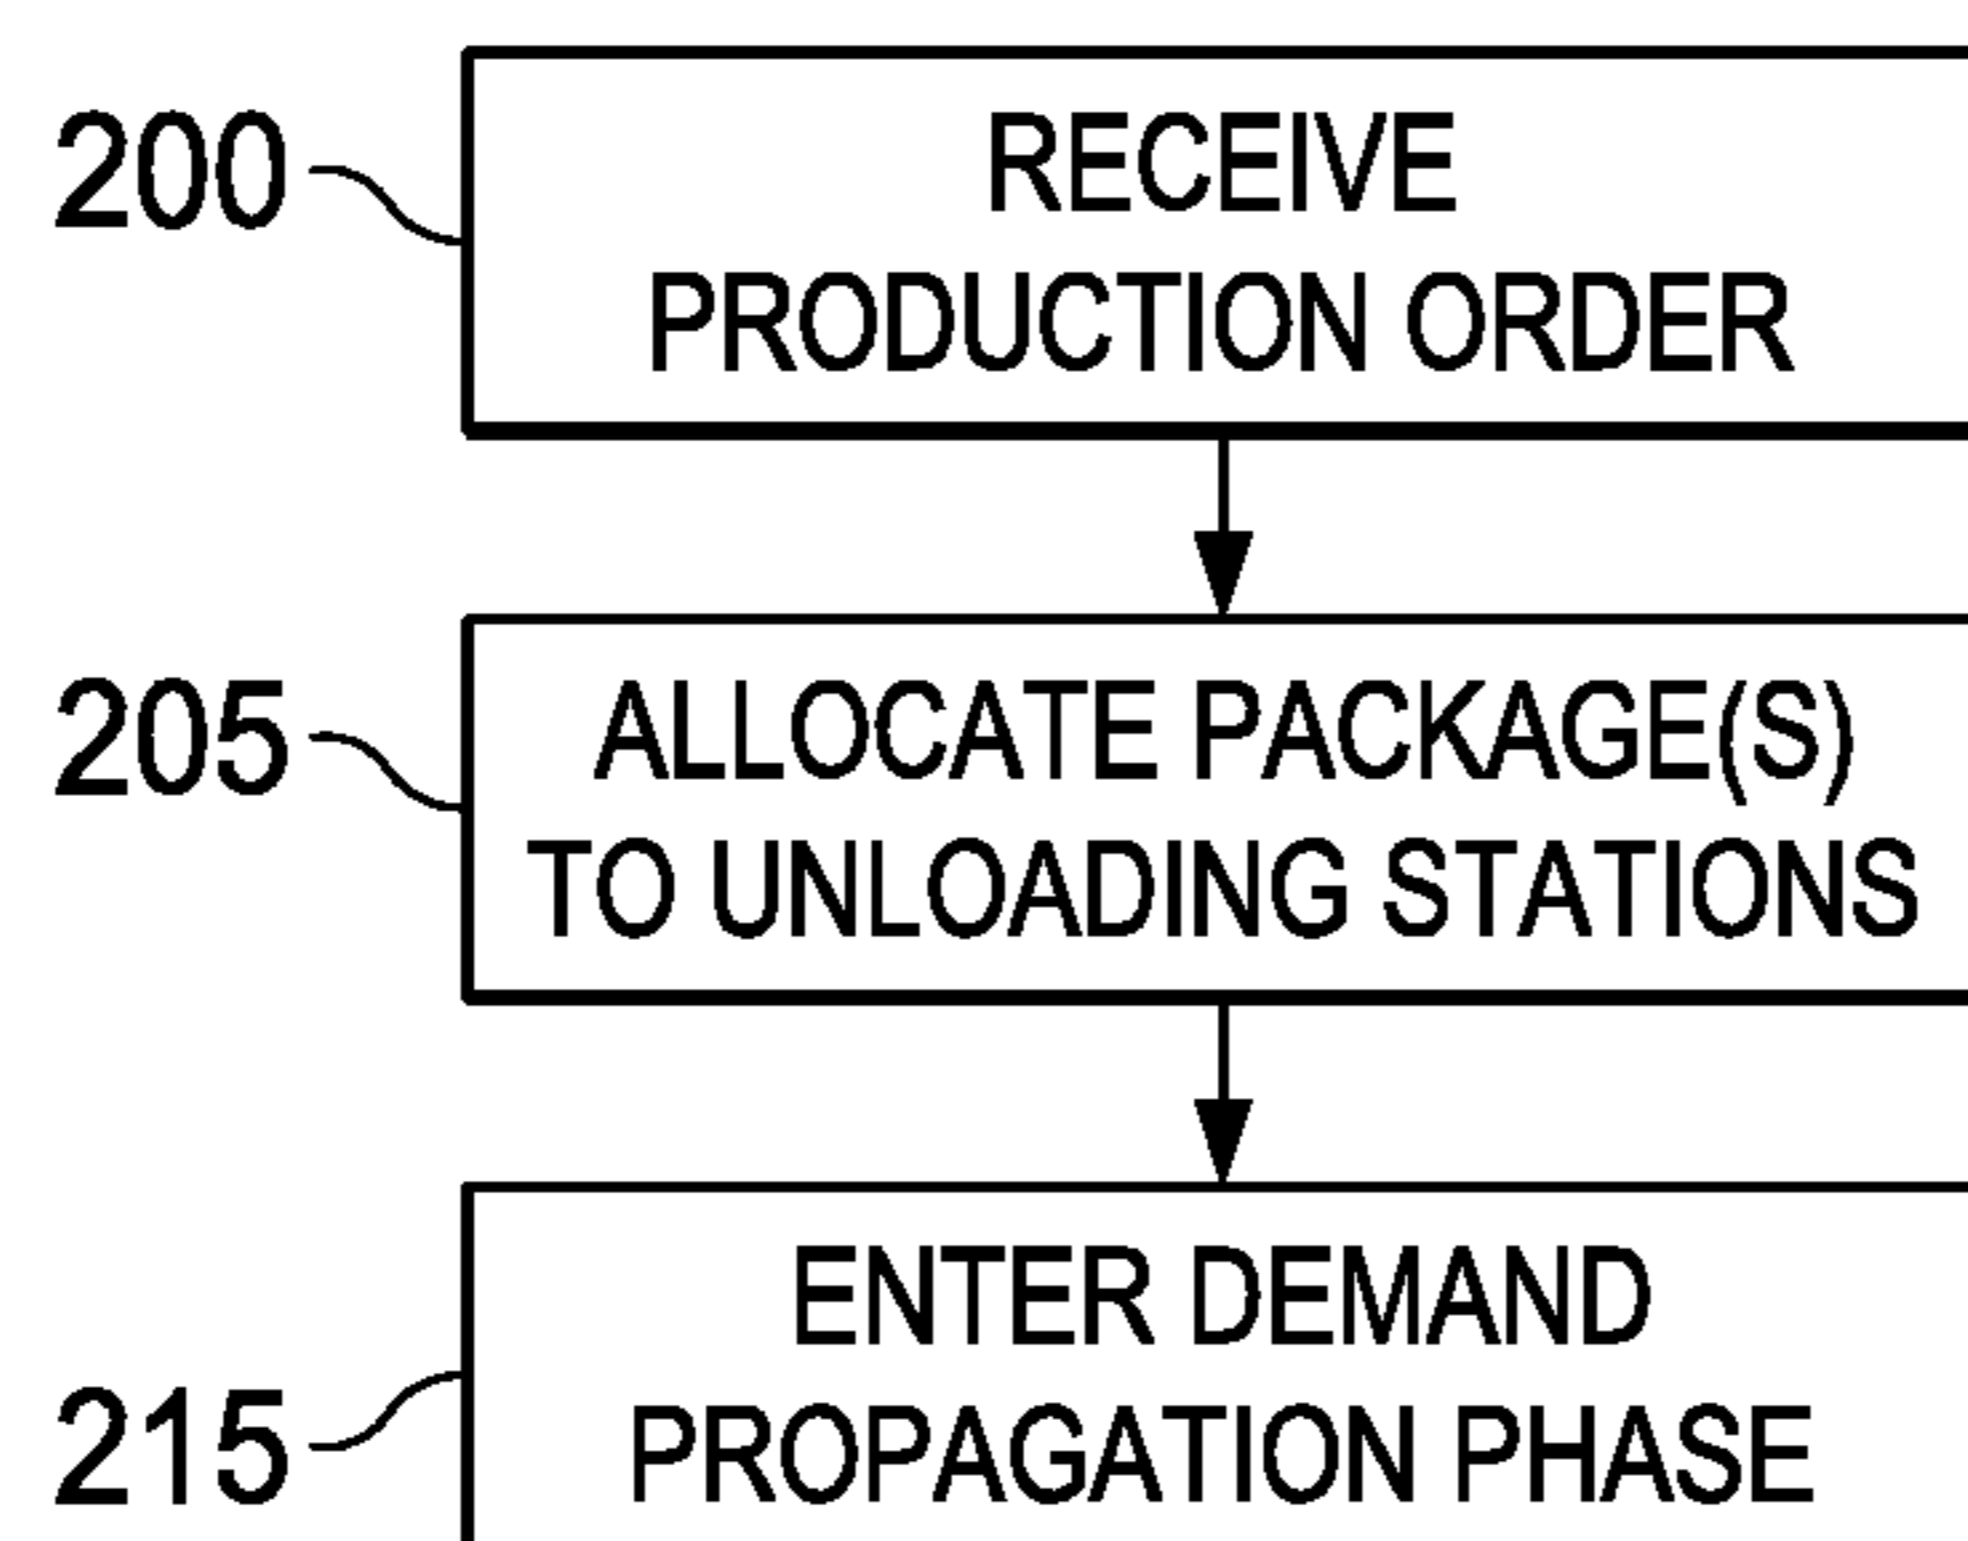 200
RECEIVE
PRODUCTION ORDER
205
ALLOCATE PACKAGE(S)
TO UNLOADING STATIONS
215
ENTER DEMAND
PROPAGATION PHASE